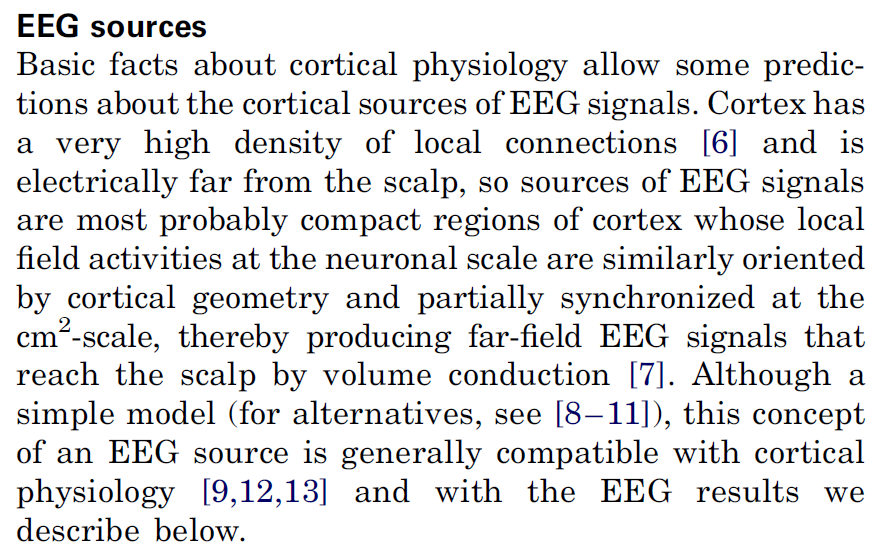 EEG sources
Basic facts about cortical physiology allow some predic-
tions about the cortical sources of EEG signals. Cortex has
a very high density of local connections [6] and is
electrically far from the scalp, so sources of EEG signals
are most probably compact regions of cortex whose local
field activities at the neuronal scale are similarly oriented
by cortical geometry and partially synchronized at the
cm²-scale, thereby producing far-field EEG signals that
reach the scalp by volume conduction [7]. Although a
simple model (for alternatives, see [8–11]), this concept
of an EEG source is generally compatible with cortical
physiology [9,12,13] and with the EEG results we
describe below.